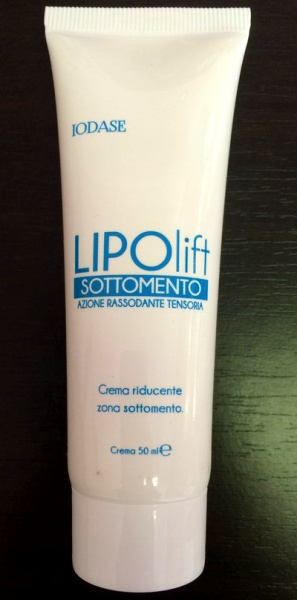 IODASE
LIPOlift
SOTTOMENTO
AZIONE RASSODANTE TENSORIA
Crema riducente
zona sottomento.
Crema 50 ml ℮